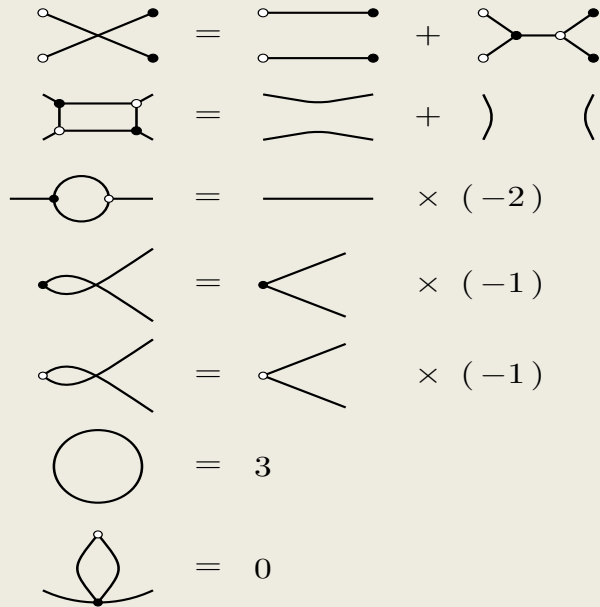 = +
= +
= × (−2)
= × (−1)
= × (−1)
= 3
= 0